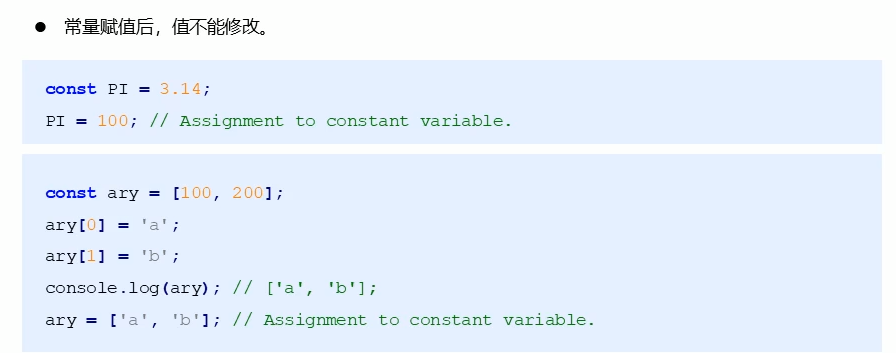 ● 常量赋值后，值不能修改。
const PI = 3.14;
PI = 100; // Assignment to constant variable.
const ary = [100, 200];
ary[0] = 'a';
ary[1] = 'b';
console.log(ary); // ['a', 'b'];
ary = ['a', 'b']; // Assignment to constant variable.